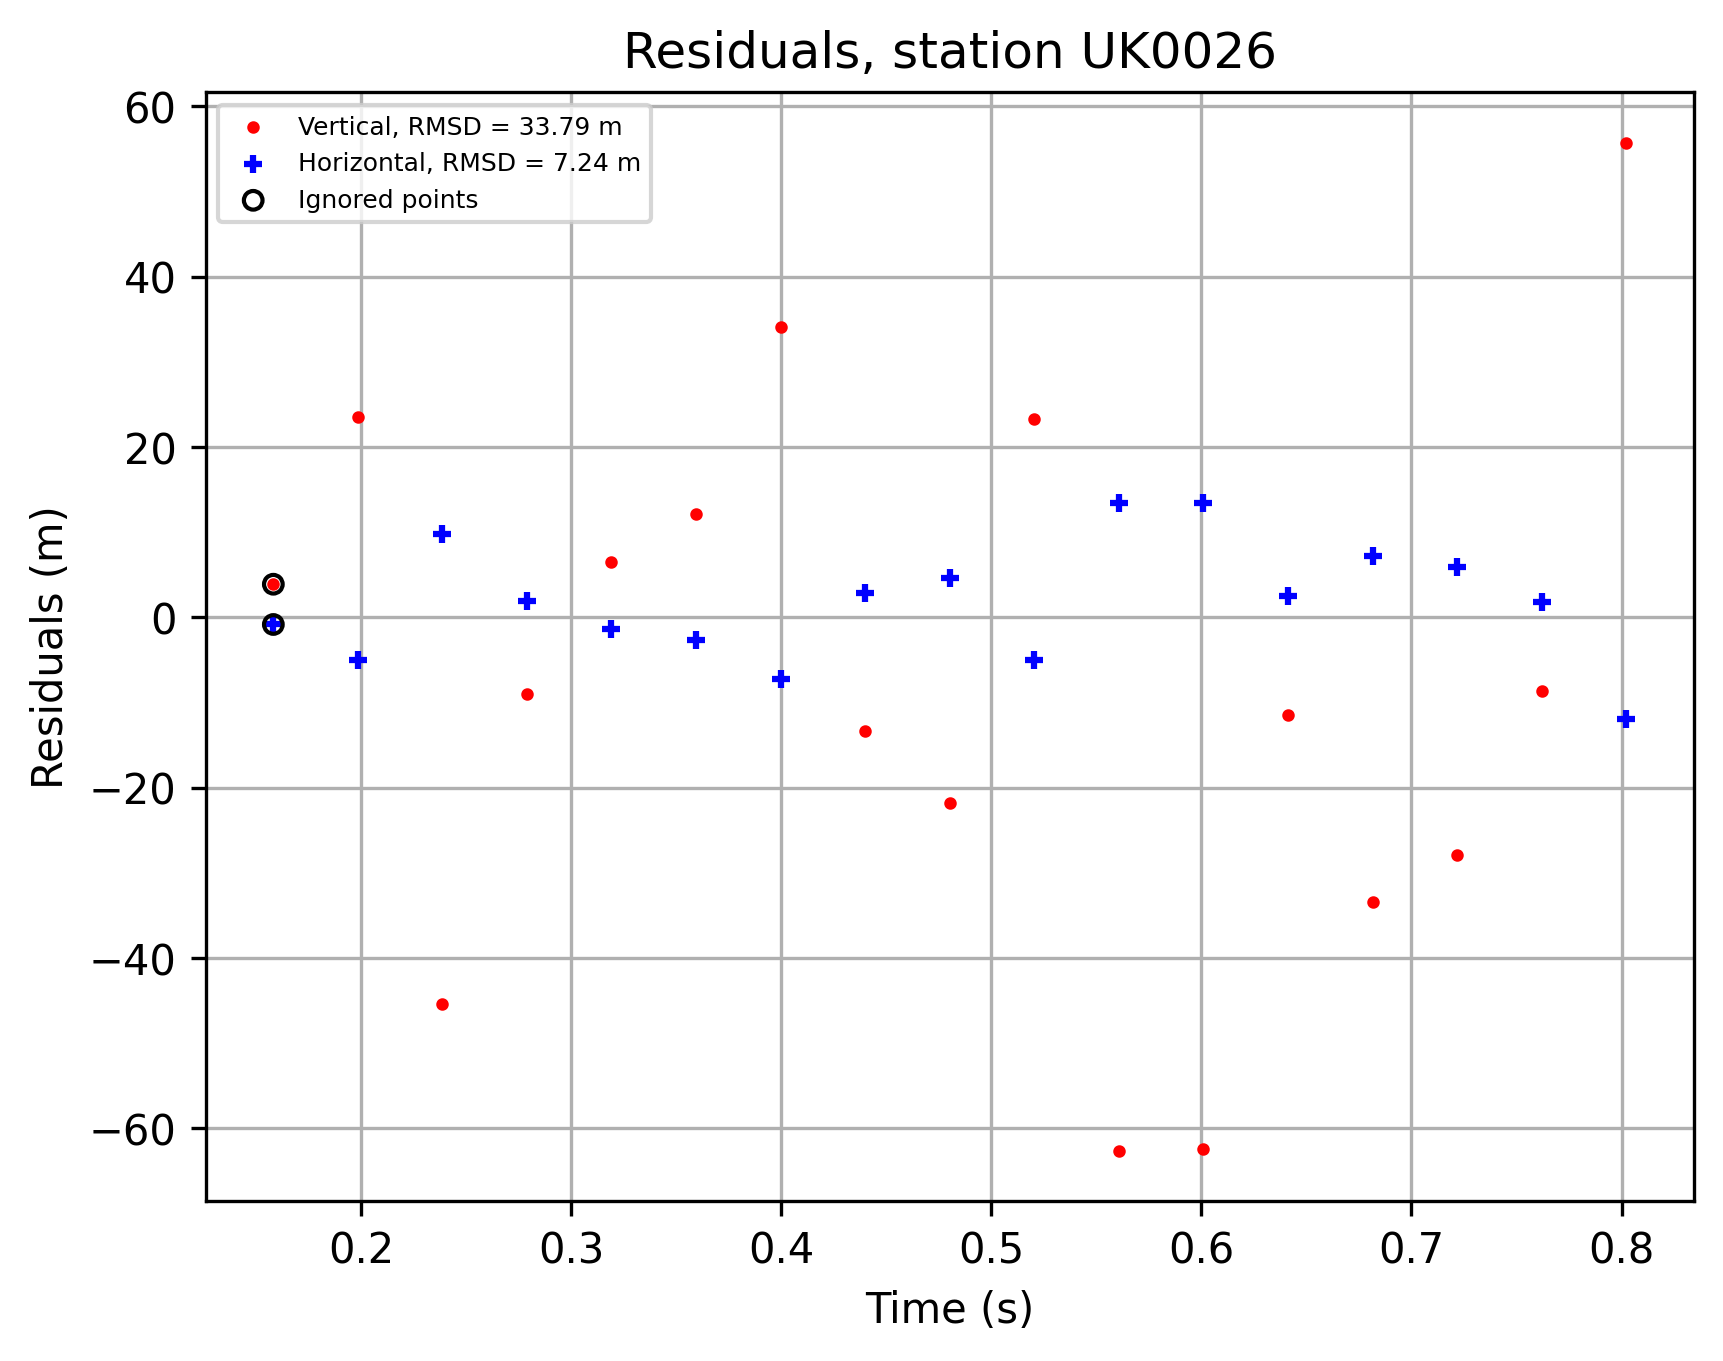 Residuals, station UK0026
Vertical, RMSD = 33.79 m
Horizontal, RMSD = 7.24 m
Ignored points
60
40
20
0
−20
−40
−60
Residuals (m)
0.2 0.3 0.4 0.5 0.6 0.7 0.8
Time (s)